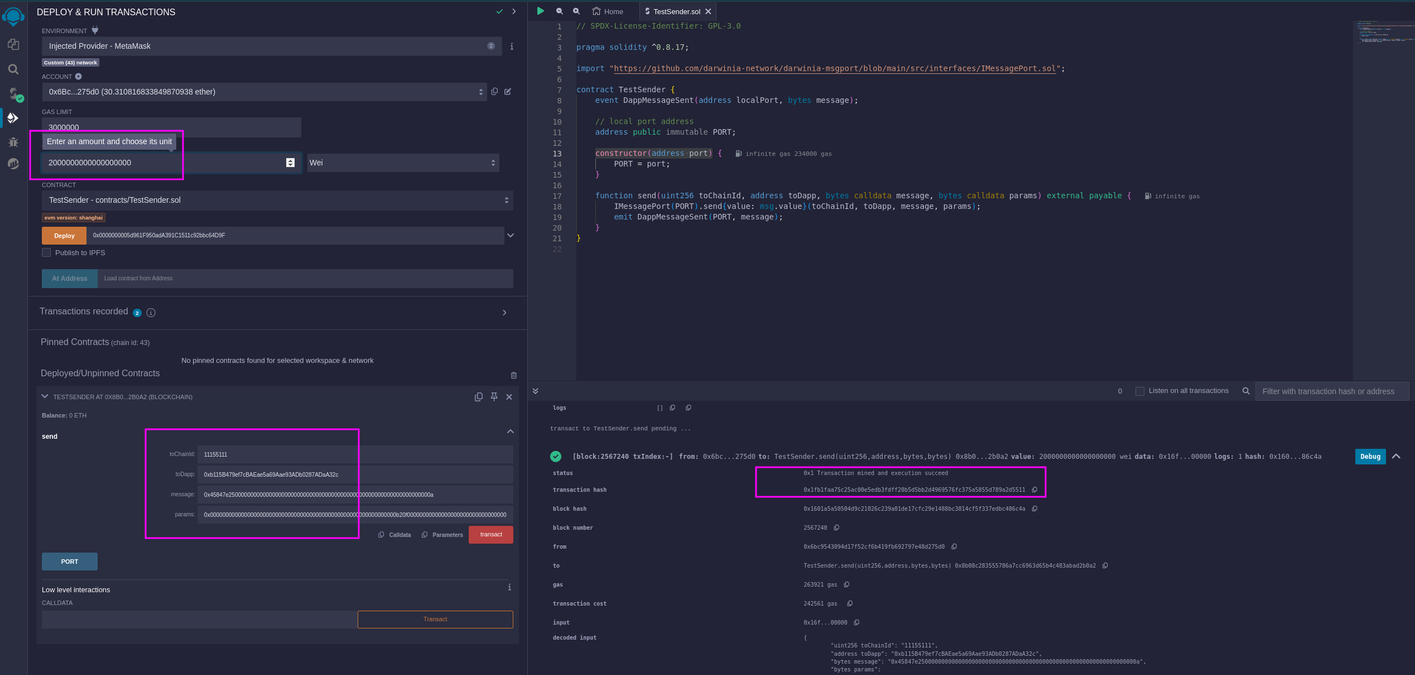 DEPLOY & RUN TRANSACTIONS
ENVIRONMENT
Injected Provider - MetaMask
Custom (43) network
ACCOUNT
0x6Bc...275d0 (30.310816833849870938 ether)
GAS LIMIT
3000000
Enter an amount and choose its unit
2000000000000000000
Wei
CONTRACT
TestSender - contracts/TestSender.sol
evm version: shanghai
Deploy
0x0000000005d961F950adA391C1511c92bbc64D9F
Publish to IPFS
At Address
Load contract from Address
Transactions recorded 2
Pinned Contracts (chain id: 43)
No pinned contracts found for selected workspace & network
Deployed/Unpinned Contracts
TESTSENDER AT 0X8B0...2B0A2 (BLOCKCHAIN)
Balance: 0 ETH
send
toChainId: 11155111
toDapp: 0xb115B479ef7cBAEae5a69Aae93ADb0287ADaA32c
message:
params:
Calldata
Parameters
transact
PORT
Low level interactions
CALLDATA
Transact
Home
TestSender.sol
1 // SPDX-License-Identifier: GPL-3.0
2
3 pragma solidity ^0.8.17;
4
5 import "https://github.com/darwinia-network/darwinia-msgport/blob/main/src/interfaces/IMessagePort.sol";
6
7 contract TestSender {
8 event DappMessageSent(address localPort, bytes message);
9
10 // local port address
11 address public immutable PORT;
12
13 constructor(address port) { infinite gas 234000 gas
14 PORT = port;
15 }
16
17 function send(uint256 toChainId, address toDapp, bytes calldata message, bytes calldata params) external payable { infinite gas
18 IMessagePort(PORT).send{value: msg.value}(toChainId, toDapp, message, params);
19 emit DappMessageSent(PORT, message);
20 }
21 }
22
0
Listen on all transactions
Filter with transaction hash or address
logs []
transact to TestSender.send pending ...
[block:2567240 txIndex:-] from: 0x6bc...275d0 to: TestSender.send(uint256,address,bytes,bytes) 0x8b0...2b0a2 value: 2000000000000000000 wei data: 0x16f...00000 logs: 1 hash: 0x160...86c4a
Debug
status 0x1 Transaction mined and execution succeed
transaction hash 0x1fb1faa75c25ac00e5edb3fdff28b5d5bb2d4969576fc375a5855d789a2d5511
block hash
block number 2567240
from 0x6bc9543094d17f52cf6b419fb692797e48d275d0
to TestSender.send(uint256,address,bytes,bytes) 0x8b08c283555786a7cc6963d65b4c483abad2b0a2
gas 263921 gas
transaction cost 242561 gas
input 0x16f...00000
decoded input {
"uint256 toChainId": "11155111",
"address toDapp": "0xb115B479ef7cBAEae5a69Aae93ADb0287ADaA32c",
"bytes message":
"bytes params":